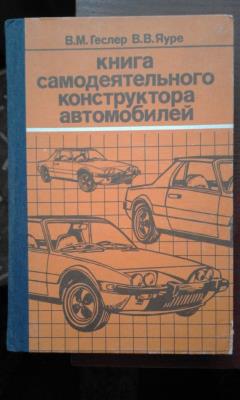 В.М. Геслер В.В.Яуре
книга
самодеятельного
конструктора
автомобилей